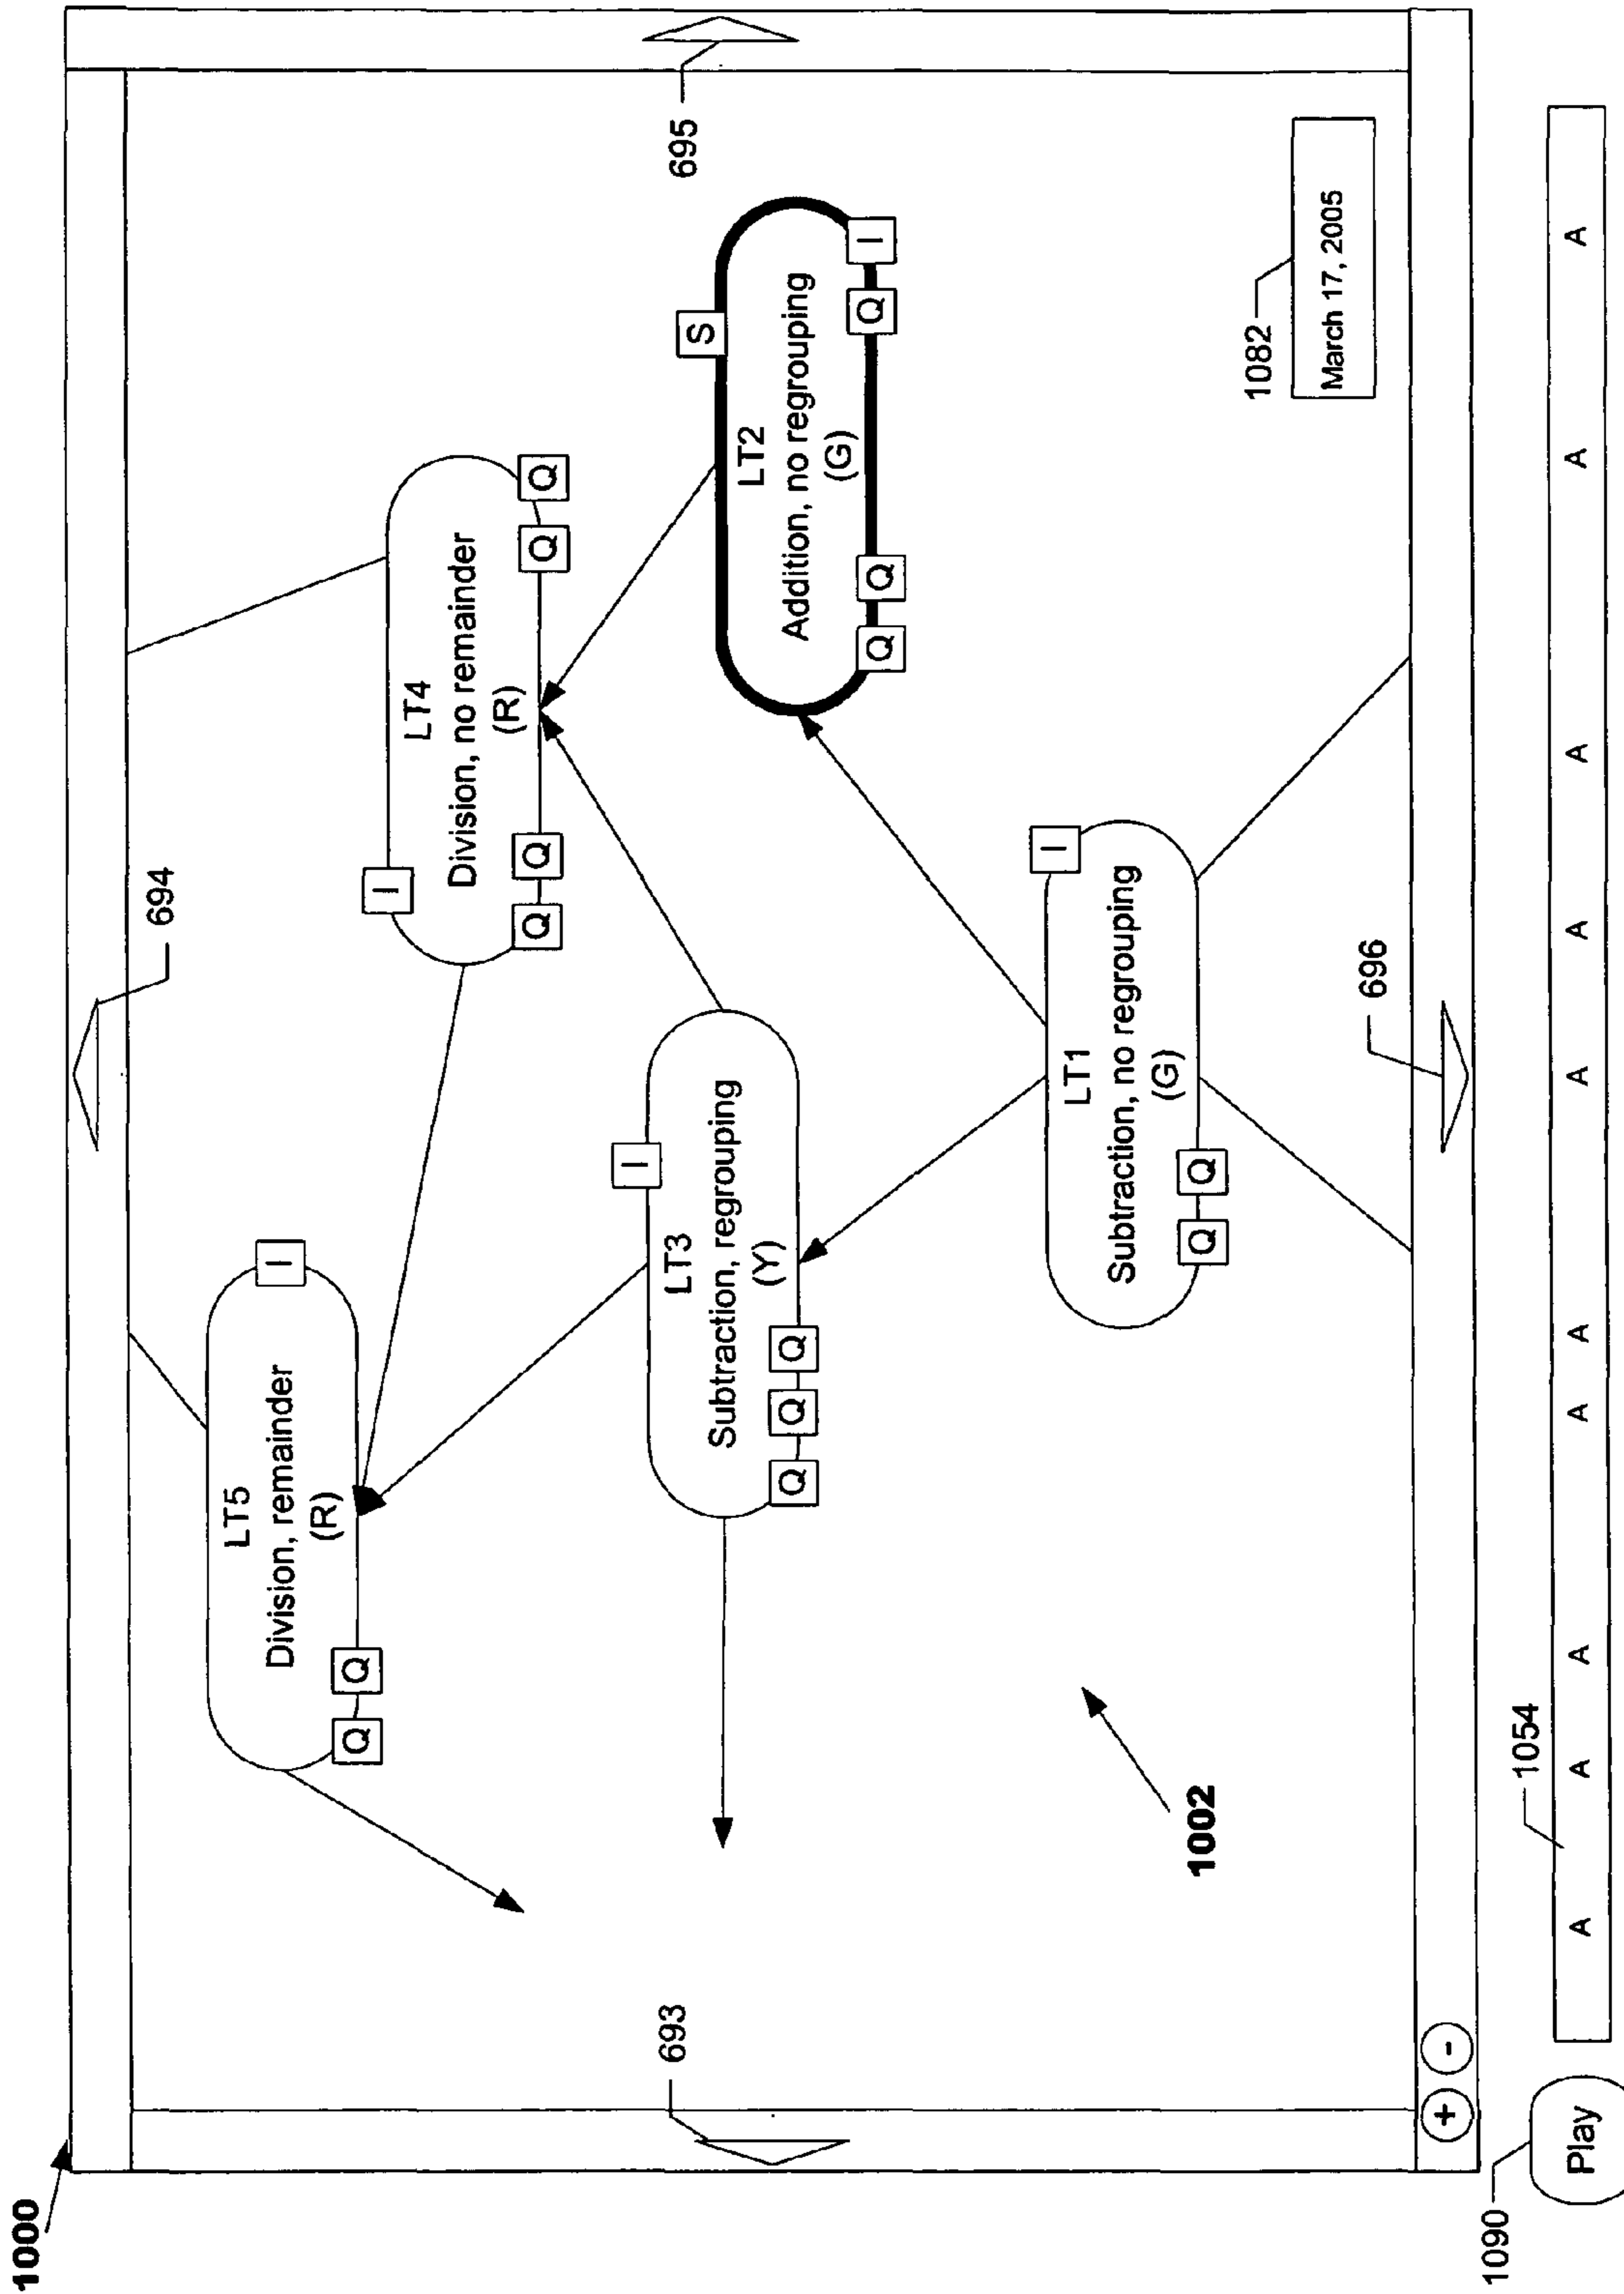 1000
694
LT5
Division, remainder
(R)
I
Q Q
I
LT4
Division, no remainder
(R)
Q Q Q Q
693
695
I
LT3
Subtraction, regrouping
(Y)
Q Q Q
S
LT2
Addition, no regrouping
(G)
Q Q Q I
I
LT1
Subtraction, no regrouping
(G)
Q Q
1002
1082
March 17, 2005
696
+ -
1090
1054
Play
A A A A A A A A A A